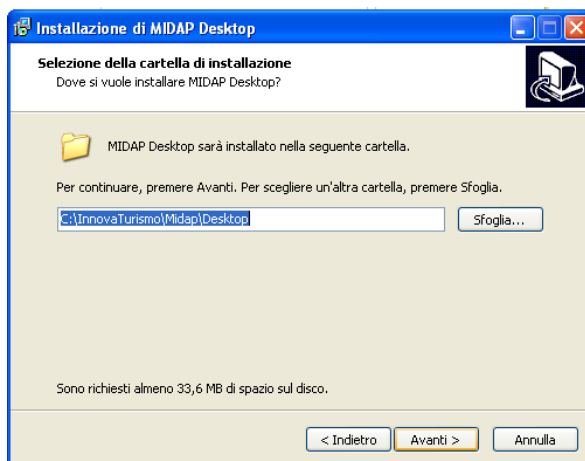 Installazione di MIDAP Desktop
Selezione della cartella di installazione
Dove si vuole installare MIDAP Desktop?
MIDAP Desktop sarà installato nella seguente cartella.
Per continuare, premere Avanti. Per scegliere un'altra cartella, premere Sfoglia.
C:\InnovaTurismo\Midap\Desktop Sfoglia...
Sono richiesti almeno 33,6 MB di spazio sul disco.
< Indietro Avanti > Annulla